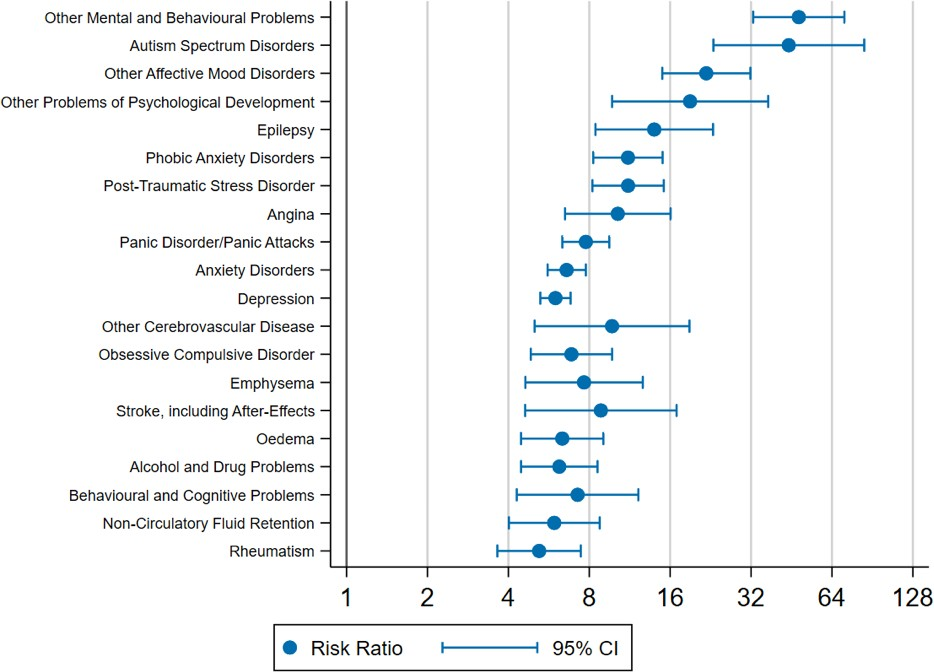 Other Mental and Behavioural Problems
Autism Spectrum Disorders
Other Affective Mood Disorders
Other Problems of Psychological Development
Epilepsy
Phobic Anxiety Disorders
Post-Traumatic Stress Disorder
Angina
Panic Disorder/Panic Attacks
Anxiety Disorders
Depression
Other Cerebrovascular Disease
Obsessive Compulsive Disorder
Emphysema
Stroke, including After-Effects
Oedema
Alcohol and Drug Problems
Behavioural and Cognitive Problems
Non-Circulatory Fluid Retention
Rheumatism
1 2 4 8 16 32 64 128
Risk Ratio 95% CI